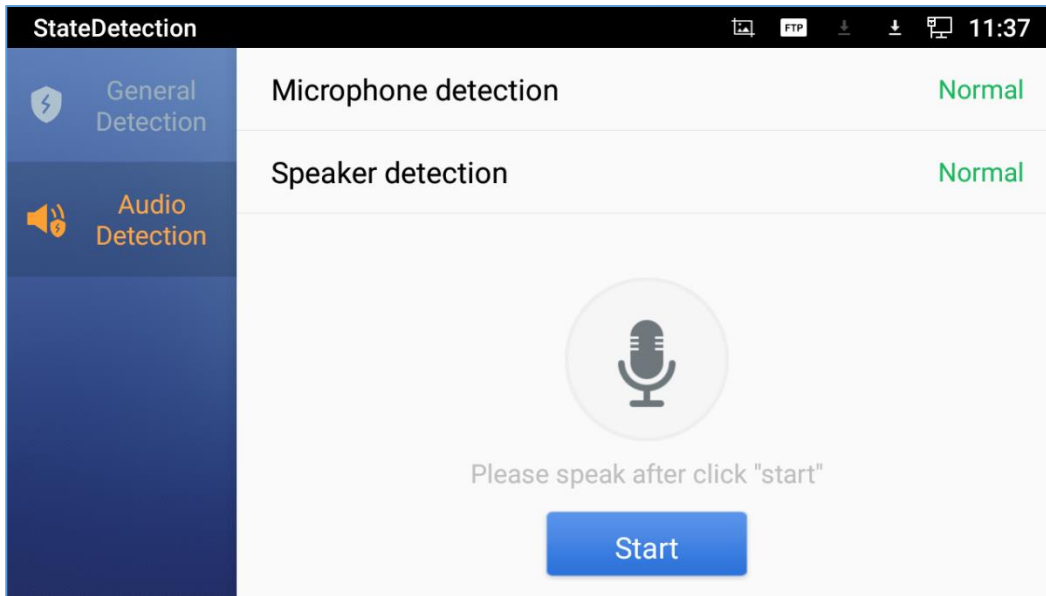 StateDetection
FTP
11:37
General
Detection
Audio
Detection
Microphone detection
Normal
Speaker detection
Normal
Please speak after click "start"
Start